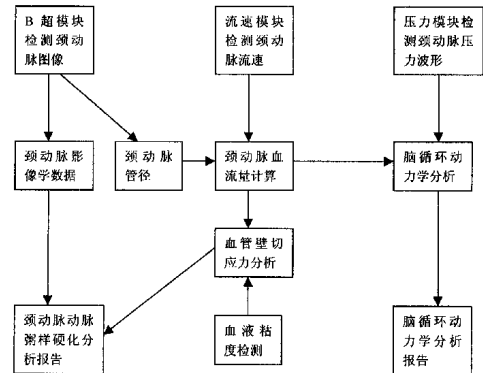 B 超模块
检测颈动
脉图像
流速模块
检测颈动
脉流速
压力模块检
测颈动脉压
力波形
颈动脉影
像学数据
颈动脉
管径
颈动脉血
流量计算
脑循环动
力学分析
血管壁切
应力分析
颈动脉动脉
粥样硬化分
析报告
血液粘
度检测
脑循环动
力学分析
报告